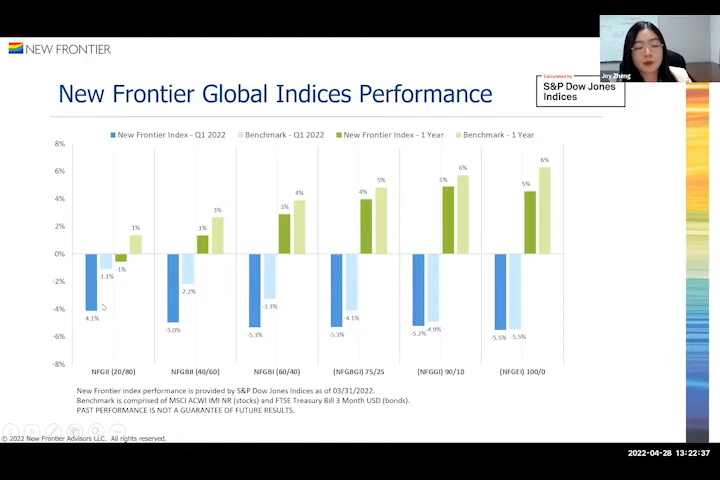 NEW FRONTIER
Joy Zheng
New Frontier Global Indices Performance
Calculated by
S&P Dow Jones
Indices
New Frontier Index - Q1 2022 Benchmark - Q1 2022 New Frontier Index - 1 Year Benchmark - 1 Year
8%
6%
4%
2%
0%
-2%
-4%
-6%
-8%
-4.1% -1.1% -1% 1%
-5.0% -2.2% 1% 3%
-5.3% -3.3% 3% 4%
-5.3% -4.1% 4% 5%
-5.2% -4.9% 5% 6%
-5.5% -5.5% 5% 6%
NFGII (20/80) NFGBII (40/60) NFGBI (60/40) (NFGBGI) 75/25 (NFGGI) 90/10 (NFGEI) 100/0
New Frontier index performance is provided by S&P Dow Jones Indices as of 03/31/2022.
Benchmark is comprised of MSCI ACWI IMI NR (stocks) and FTSE Treasury Bill 3 Month USD (bonds).
PAST PERFORMANCE IS NOT A GUARANTEE OF FUTURE RESULTS.
© 2022 New Frontier Advisors LLC. All rights reserved.
2022-04-28 13:22:37